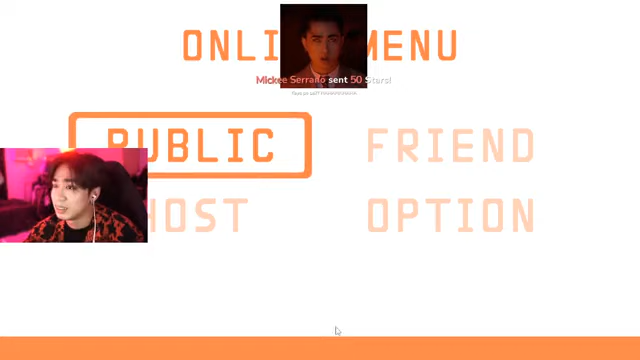 ONLI MENU
Mickee Serrano sent 50 Stars!
PUBLIC FRIEND
HOST OPTION